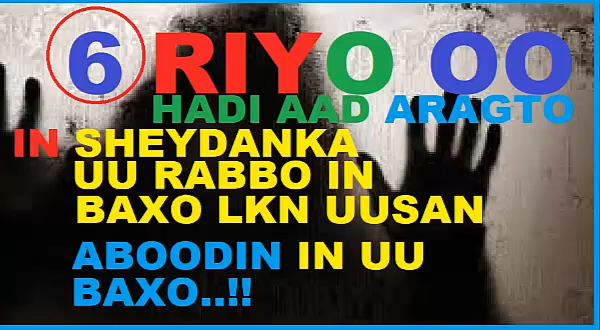 6 RIYO OO
HADI AAD ARAGTO
IN SHEYDANKA
UU RABBO IN
BAXO LKN UUSAN
ABOODIN IN UU
BAXO..!!